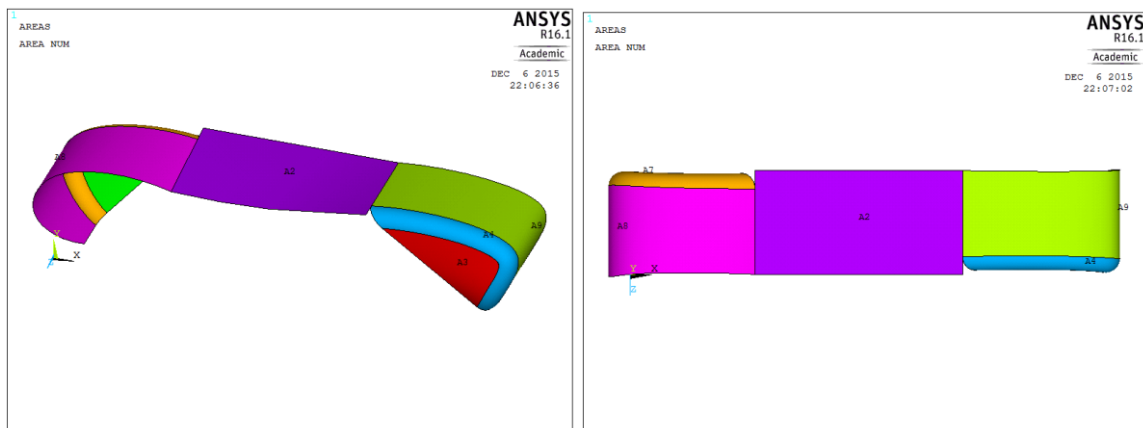 1
AREAS
AREA NUM
ANSYS
R16.1
Academic
DEC 6 2015
22:06:36
A2
A9
A4
A3
Y
X
1
AREAS
AREA NUM
ANSYS
R16.1
Academic
DEC 6 2015
22:07:02
A7
A8
A2
A9
A4
Y
X
Z